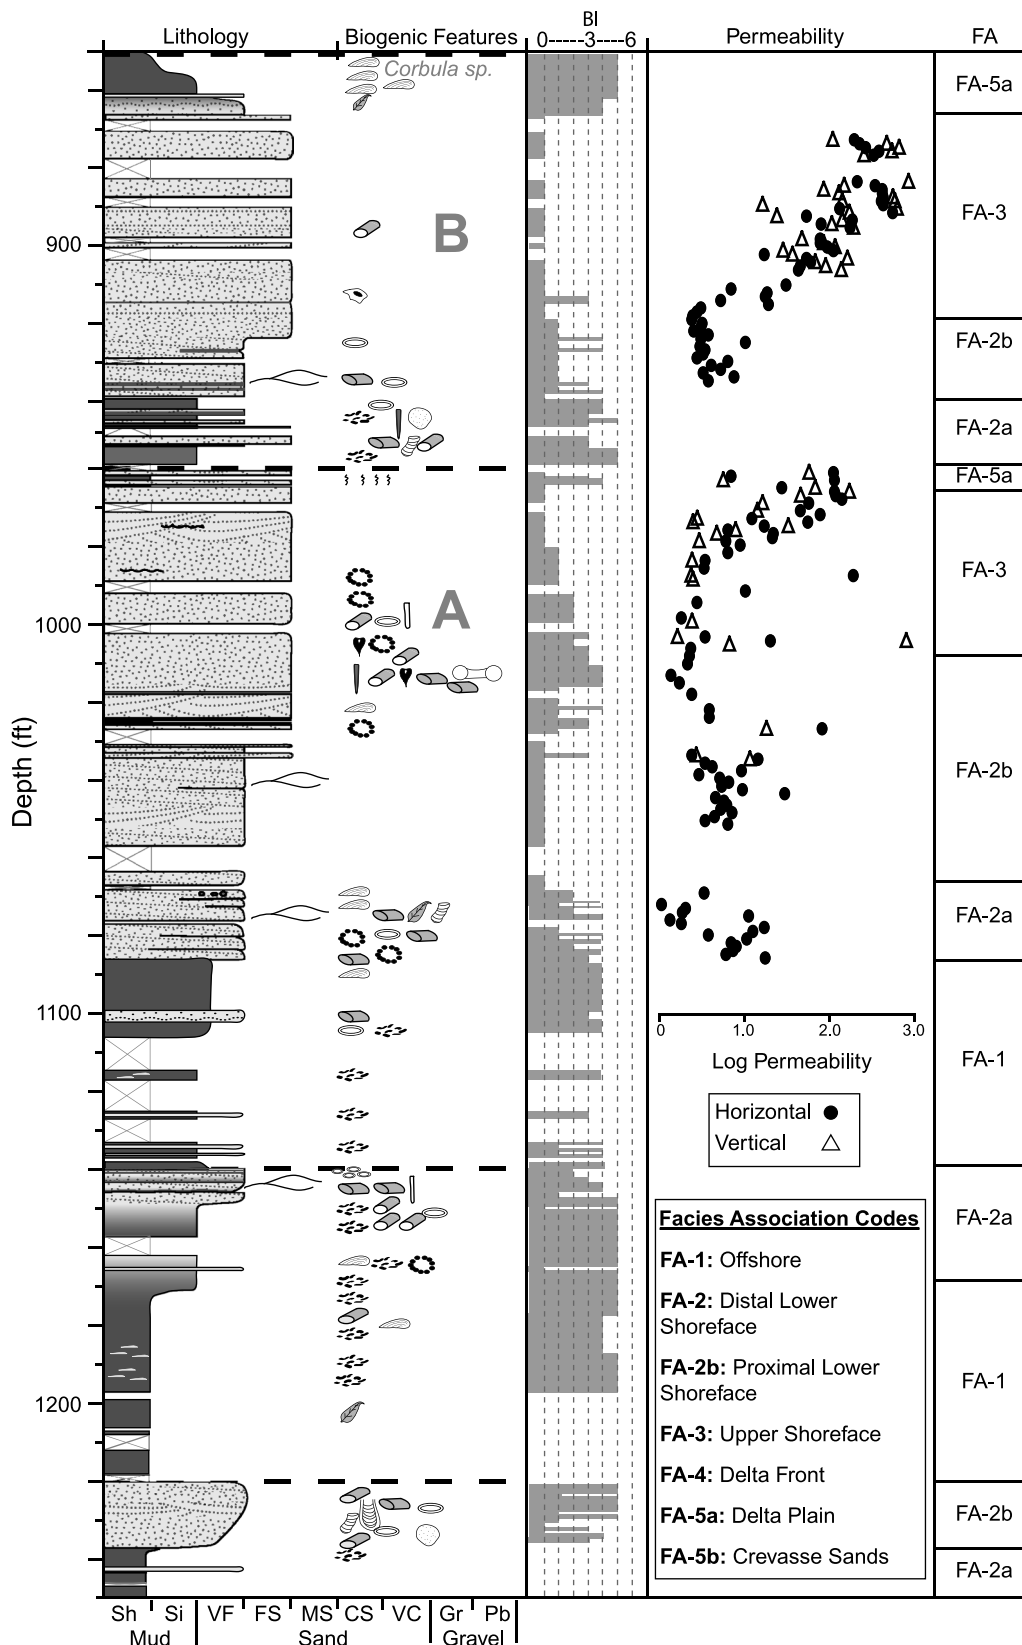 BI
Lithology Biogenic Features 0-----3----6 Permeability FA
Corbula sp.
FA-5a
FA-3
B
900
FA-2b
FA-2a
FA-5a
FA-3
A
1000
Depth (ft)
FA-2b
FA-2a
1100
0 1.0 2.0 3.0
Log Permeability
FA-1
Horizontal
Vertical
FA-2a
Facies Association Codes
FA-1: Offshore
FA-2: Distal Lower
Shoreface
FA-2b: Proximal Lower
Shoreface
FA-3: Upper Shoreface
FA-4: Delta Front
FA-5a: Delta Plain
FA-5b: Crevasse Sands
FA-1
1200
FA-2b
FA-2a
Sh Si VF FS MS CS VC Gr Pb
Mud Sand Gravel